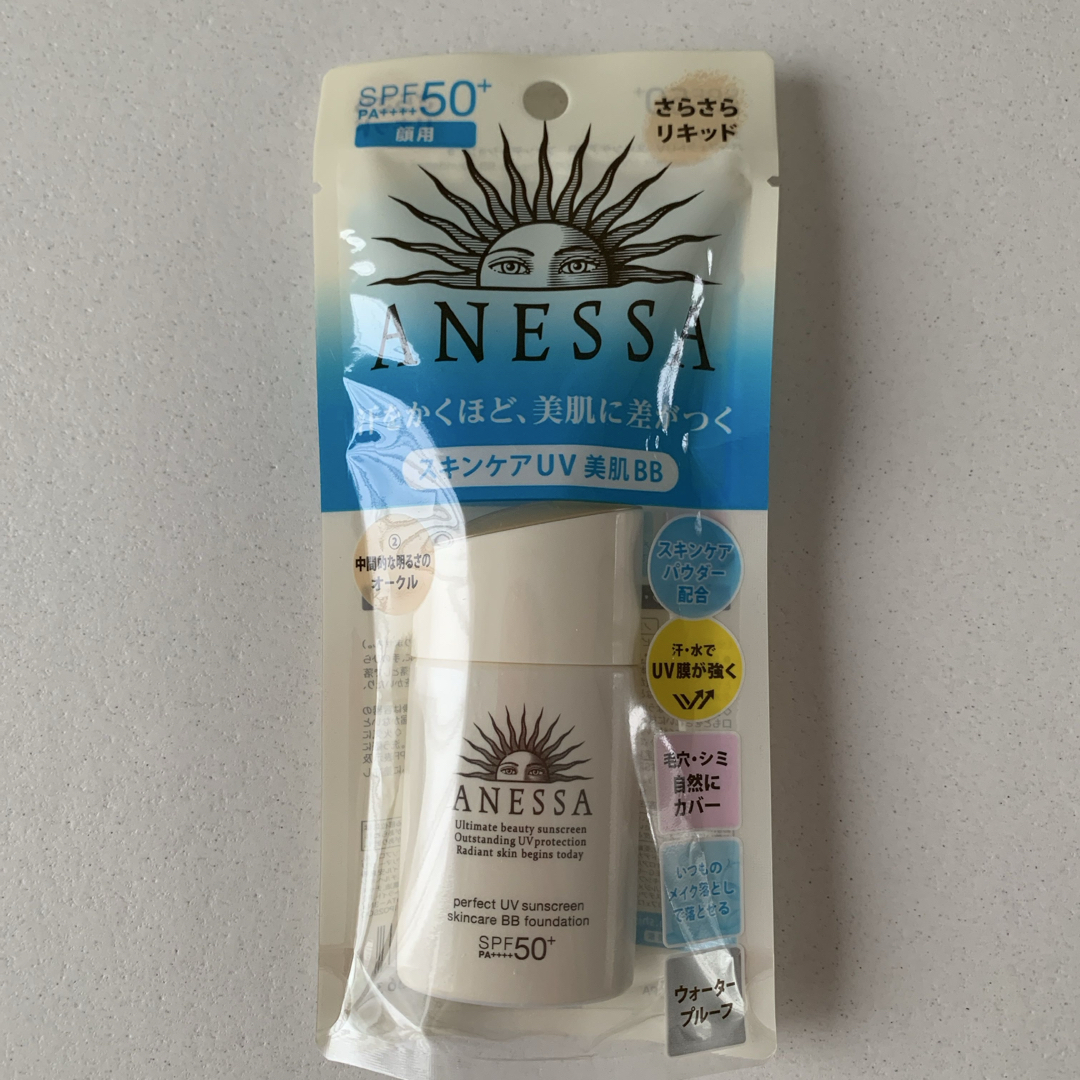 SPF50+
PA++++
顔用
さらさら
リキッド
ANESSA
汗をかくほど、美肌に差がつく
スキンケアUV 美肌BB
②
中間的な明るさの
オークル
スキンケア
パウダー
配合
汗・水で
UV膜が強く
毛穴・シミ
自然に
カバー
いつもの
メイク落とし
で落とせる
ウォーター
プルーフ
ANESSA
Ultimate beauty sunscreen
Outstanding UV protection
Radiant skin begins today
perfect UV sunscreen
skincare BB foundation
SPF50+
PA++++